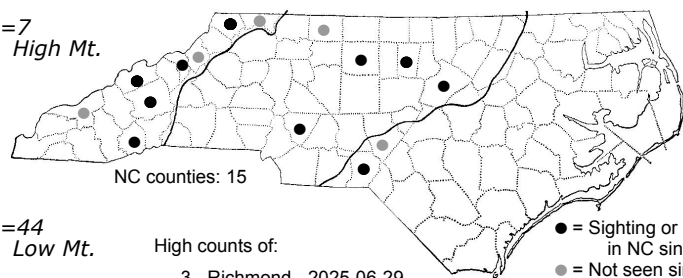 =7
High Mt.
NC counties: 15
=44
Low Mt.
High counts of:
3 - Richmond - 2025-06-29
● = Sighting or
in NC sin
● = Not seen si